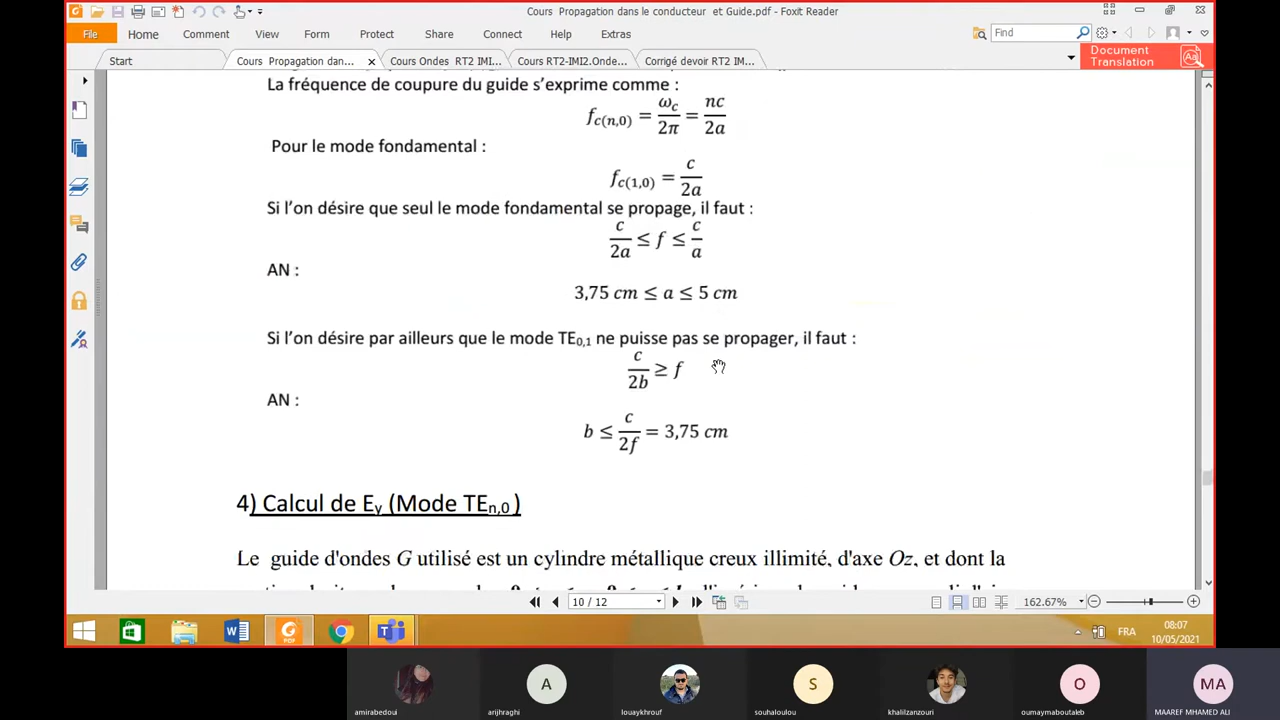 Cours Propagation dans le conducteur et Guide.pdf - Foxit Reader
File Home Comment View Form Protect Share Connect Help Extras
Find
Start Cours Propagation dan... × Cours Ondes RT2 IMI... Cours RT2-IMI2.Onde... Corrigé devoir RT2 IM...
Document Translation
La fréquence de coupure du guide s'exprime comme :
f_{c(n,0)} = ω_c/2π = nc/2a
Pour le mode fondamental :
f_{c(1,0)} = c/2a
Si l'on désire que seul le mode fondamental se propage, il faut :
c/2a ≤ f ≤ c/a
AN :
3,75 cm ≤ a ≤ 5 cm
Si l'on désire par ailleurs que le mode TE0,1 ne puisse pas se propager, il faut :
c/2b ≥ f
AN :
b ≤ c/2f = 3,75 cm
4) Calcul de Ey (Mode TEn,0 )
Le guide d'ondes G utilisé est un cylindre métallique creux illimité, d'axe Oz, et dont la
10 / 12
162.67%
FRA
08:07
10/05/2021
A S O MA
amirabedoui arijhraghi louaykhrouf souhaloulou khalilzanzouri oumaymaboutaleb MAAREF MHAMED ALI